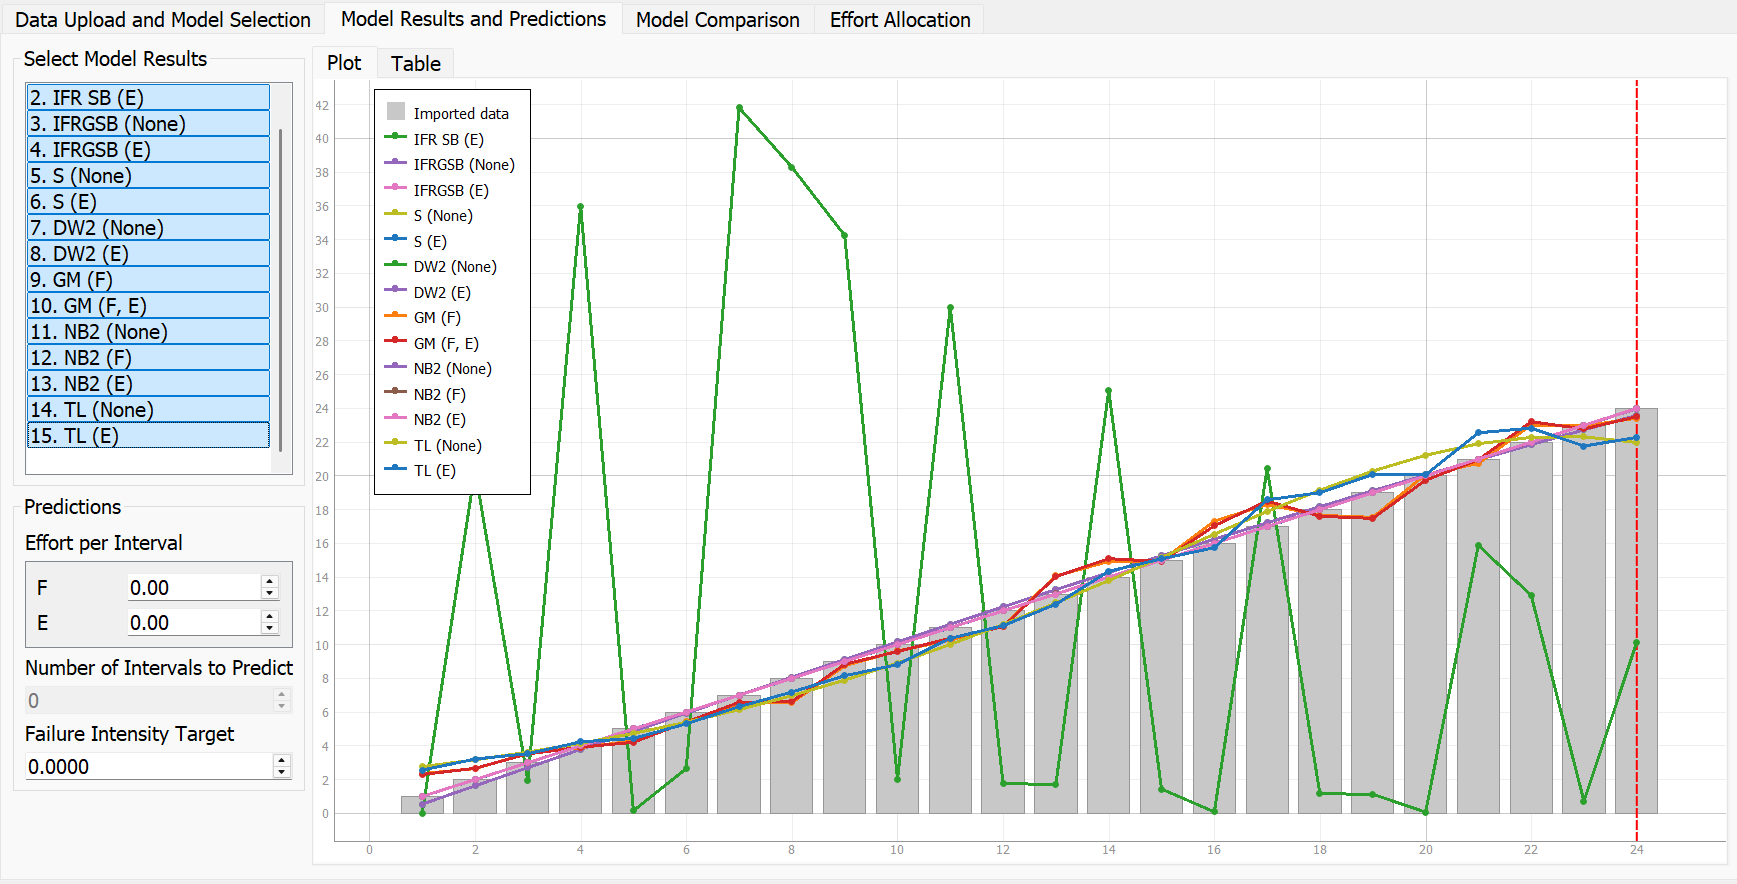 Data Upload and Model Selection
Model Results and Predictions
Model Comparison
Effort Allocation
Select Model Results
2. IFR SB (E)
3. IFRGSB (None)
4. IFRGSB (E)
5. S (None)
6. S (E)
7. DW2 (None)
8. DW2 (E)
9. GM (F)
10. GM (F, E)
11. NB2 (None)
12. NB2 (F)
13. NB2 (E)
14. TL (None)
15. TL (E)
Predictions
Effort per Interval
F 0.00
E 0.00
Number of Intervals to Predict
0
Failure Intensity Target
0.0000
Plot
Table
Imported data
IFR SB (E)
IFRGSB (None)
IFRGSB (E)
S (None)
S (E)
DW2 (None)
DW2 (E)
GM (F)
GM (F, E)
NB2 (None)
NB2 (F)
NB2 (E)
TL (None)
TL (E)
42
40
38
36
34
32
30
28
26
24
22
20
18
16
14
12
10
8
6
4
2
0
0 2 4 6 8 10 12 14 16 18 20 22 24